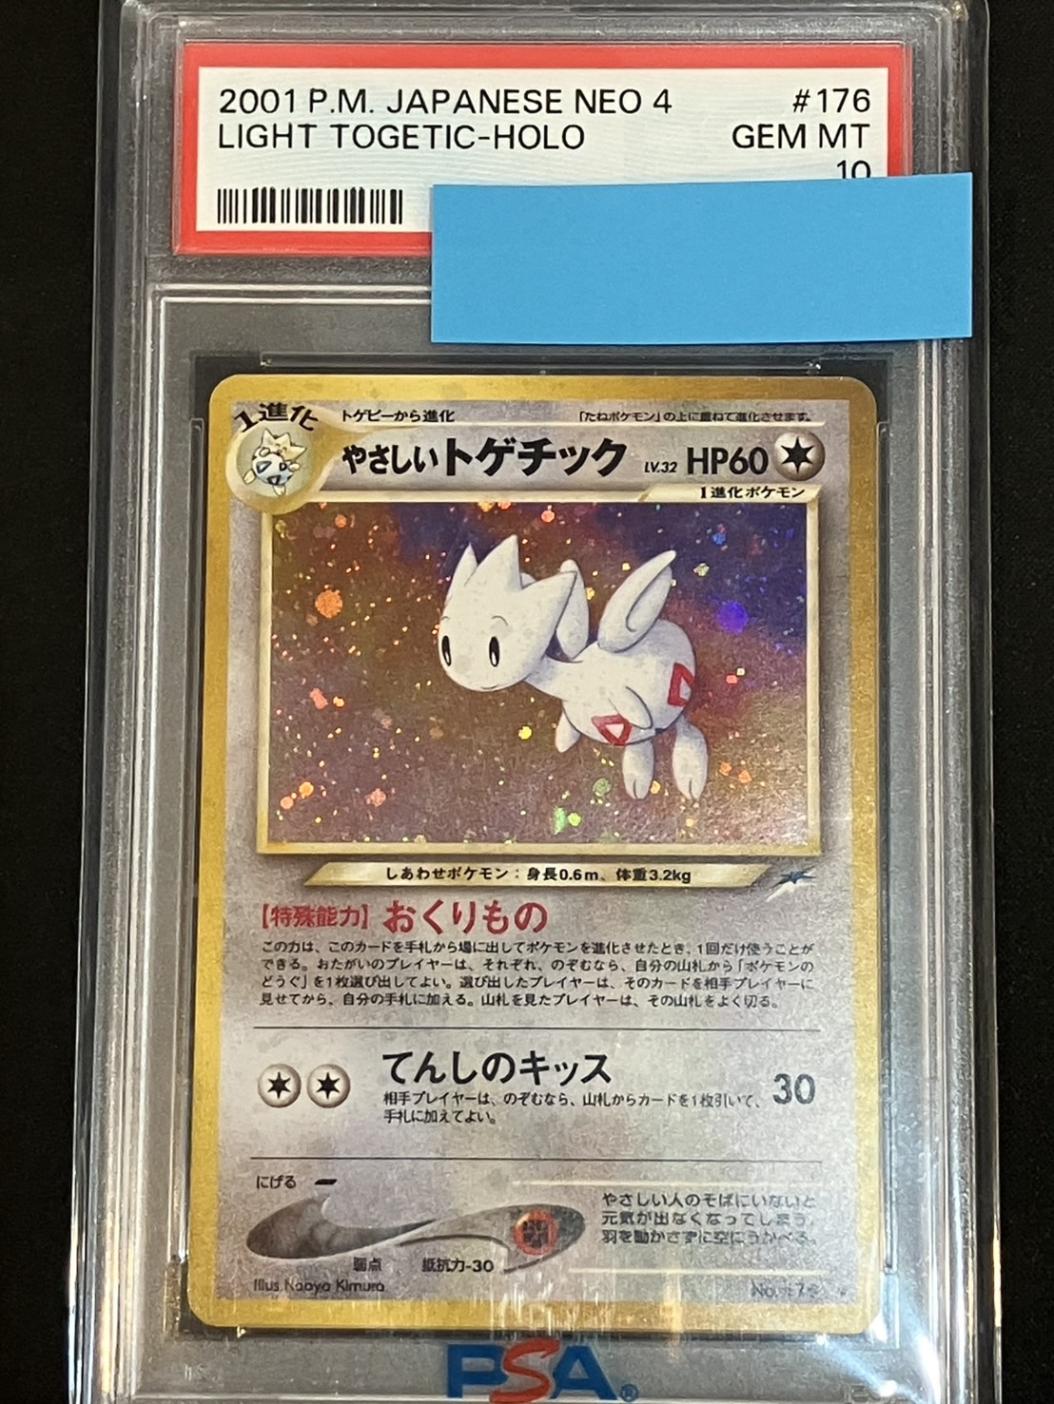 2001 P.M. JAPANESE NEO 4 #176
LIGHT TOGETIC-HOLO GEM MT
10
1進化
トゲピーから進化 「たねポケモン」の上に重ねて進化させます。
やさしいトゲチック LV.32 HP60
1進化ポケモン
しあわせポケモン：身長0.6m、体重3.2kg
【特殊能力】おくりもの
この力は、このカードを手札から場に出してポケモンを進化させたとき、1回だけ使うことが
できる。おたがいのプレイヤーは、それぞれ、のぞむなら、自分の山札から「ポケモンの
どうぐ」を1枚選び出してよい。選び出したプレイヤーは、そのカードを相手プレイヤーに
見せてから、自分の手札に加える。山札を見たプレイヤーは、その山札をよく切る。
てんしのキッス 30
相手プレイヤーは、のぞむなら、山札からカードを1枚引いて、
手札に加えてよい。
にげる
やさしい人のそばにいないと
元気が出なくなってしまう。
羽を動かさずに空にうかべる。
弱点 抵抗力-30
Illus.Naoyo Kimura
PSA®